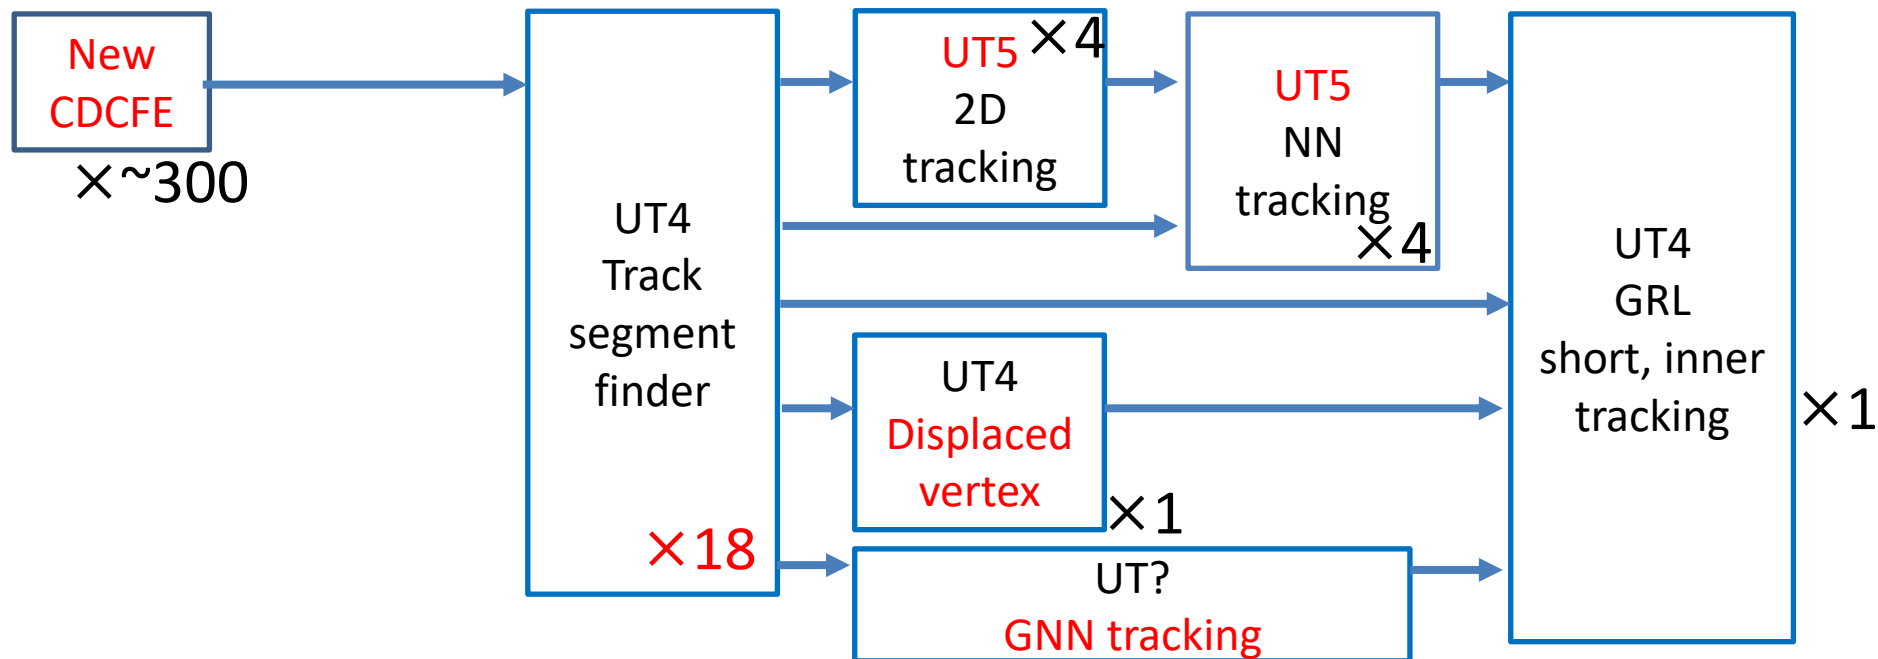 New
CDCFE
×~300
UT4
Track
segment
finder
×18
UT5 ×4
2D
tracking
UT5
NN
tracking
×4
UT4
Displaced
vertex
×1
UT?
GNN tracking
UT4
GRL
short, inner
tracking
×1